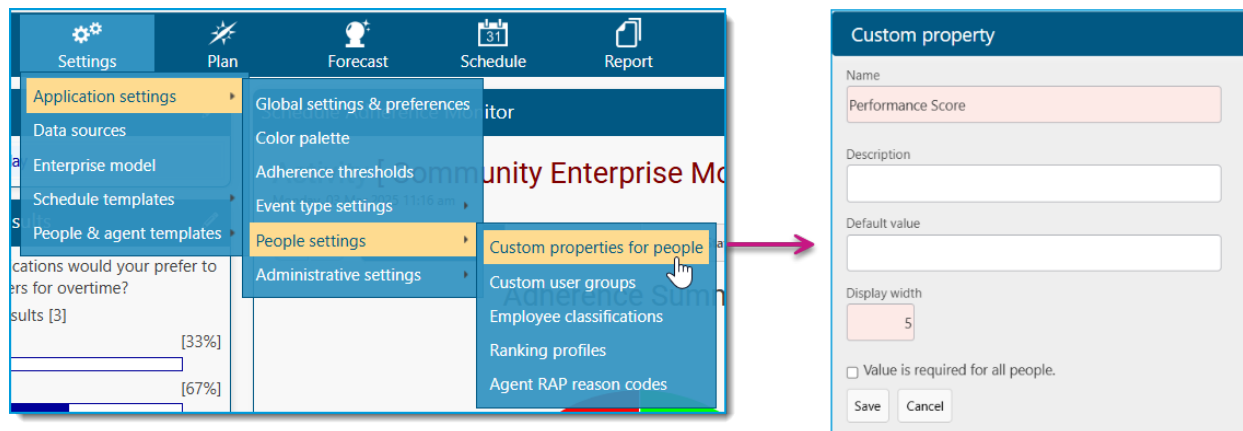 Settings
Plan
Forecast
31
Schedule
Report
Application settings
Data sources
Enterprise model
Schedule templates
People & agent templates
Global settings & preferences
Color palette
Adherence thresholds
Event type settings
People settings
Administrative settings
Custom properties for people
Custom user groups
Employee classifications
Ranking profiles
Agent RAP reason codes
Schedule Adherence Monitor
Community Enterprise Mo
11:16 am
Adherence Summ
cations would your prefer to
ers for overtime?
sults [3]
[33%]
[67%]
Custom property
Name
Performance Score
Description
Default value
Display width
5
Value is required for all people.
Save Cancel